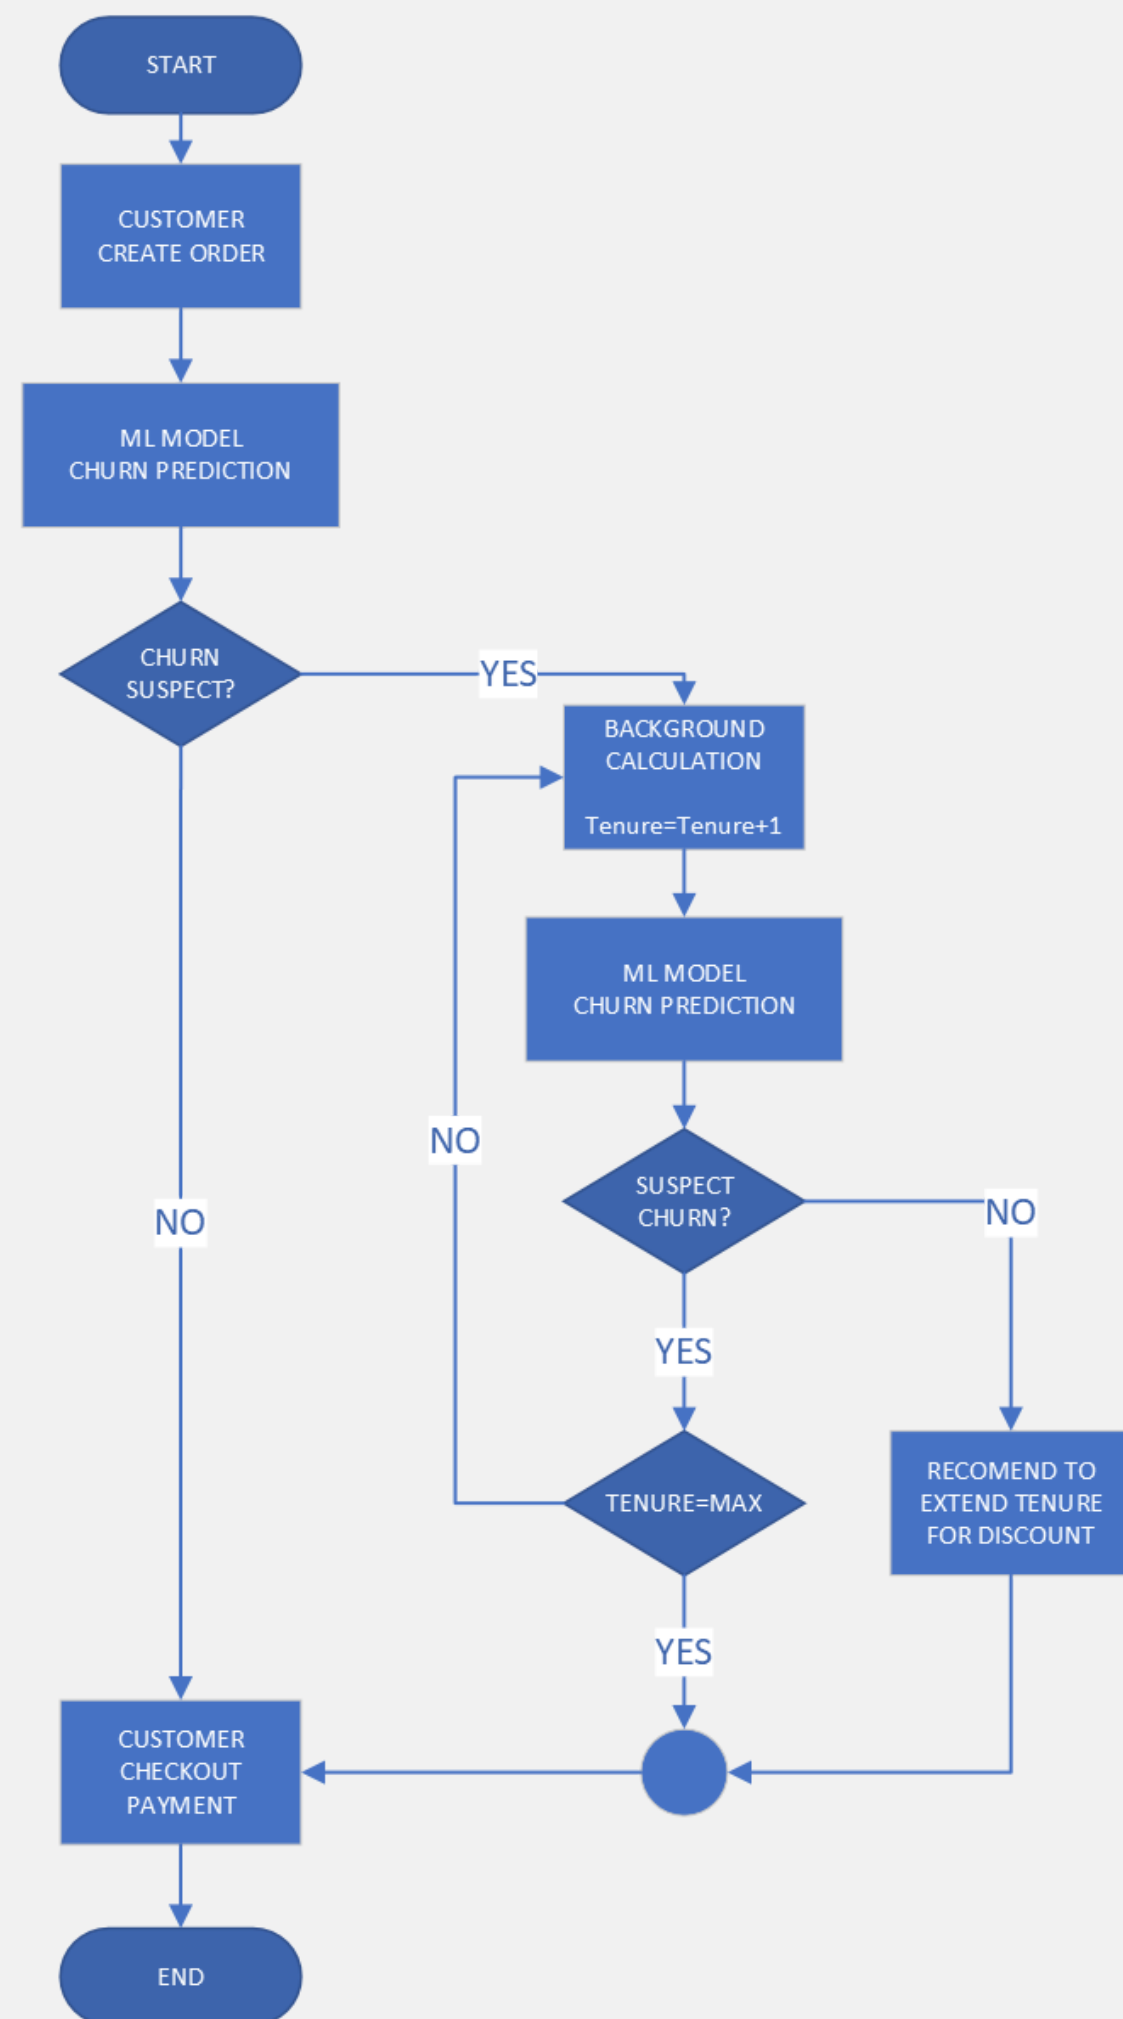 START
CUSTOMER
CREATE ORDER
ML MODEL
CHURN PREDICTION
CHURN
SUSPECT?
YES
BACKGROUND
CALCULATION
Tenure=Tenure+1
ML MODEL
CHURN PREDICTION
NO
SUSPECT
CHURN?
NO
NO
YES
RECOMEND TO
EXTEND TENURE
FOR DISCOUNT
TENURE=MAX
YES
CUSTOMER
CHECKOUT
PAYMENT
END